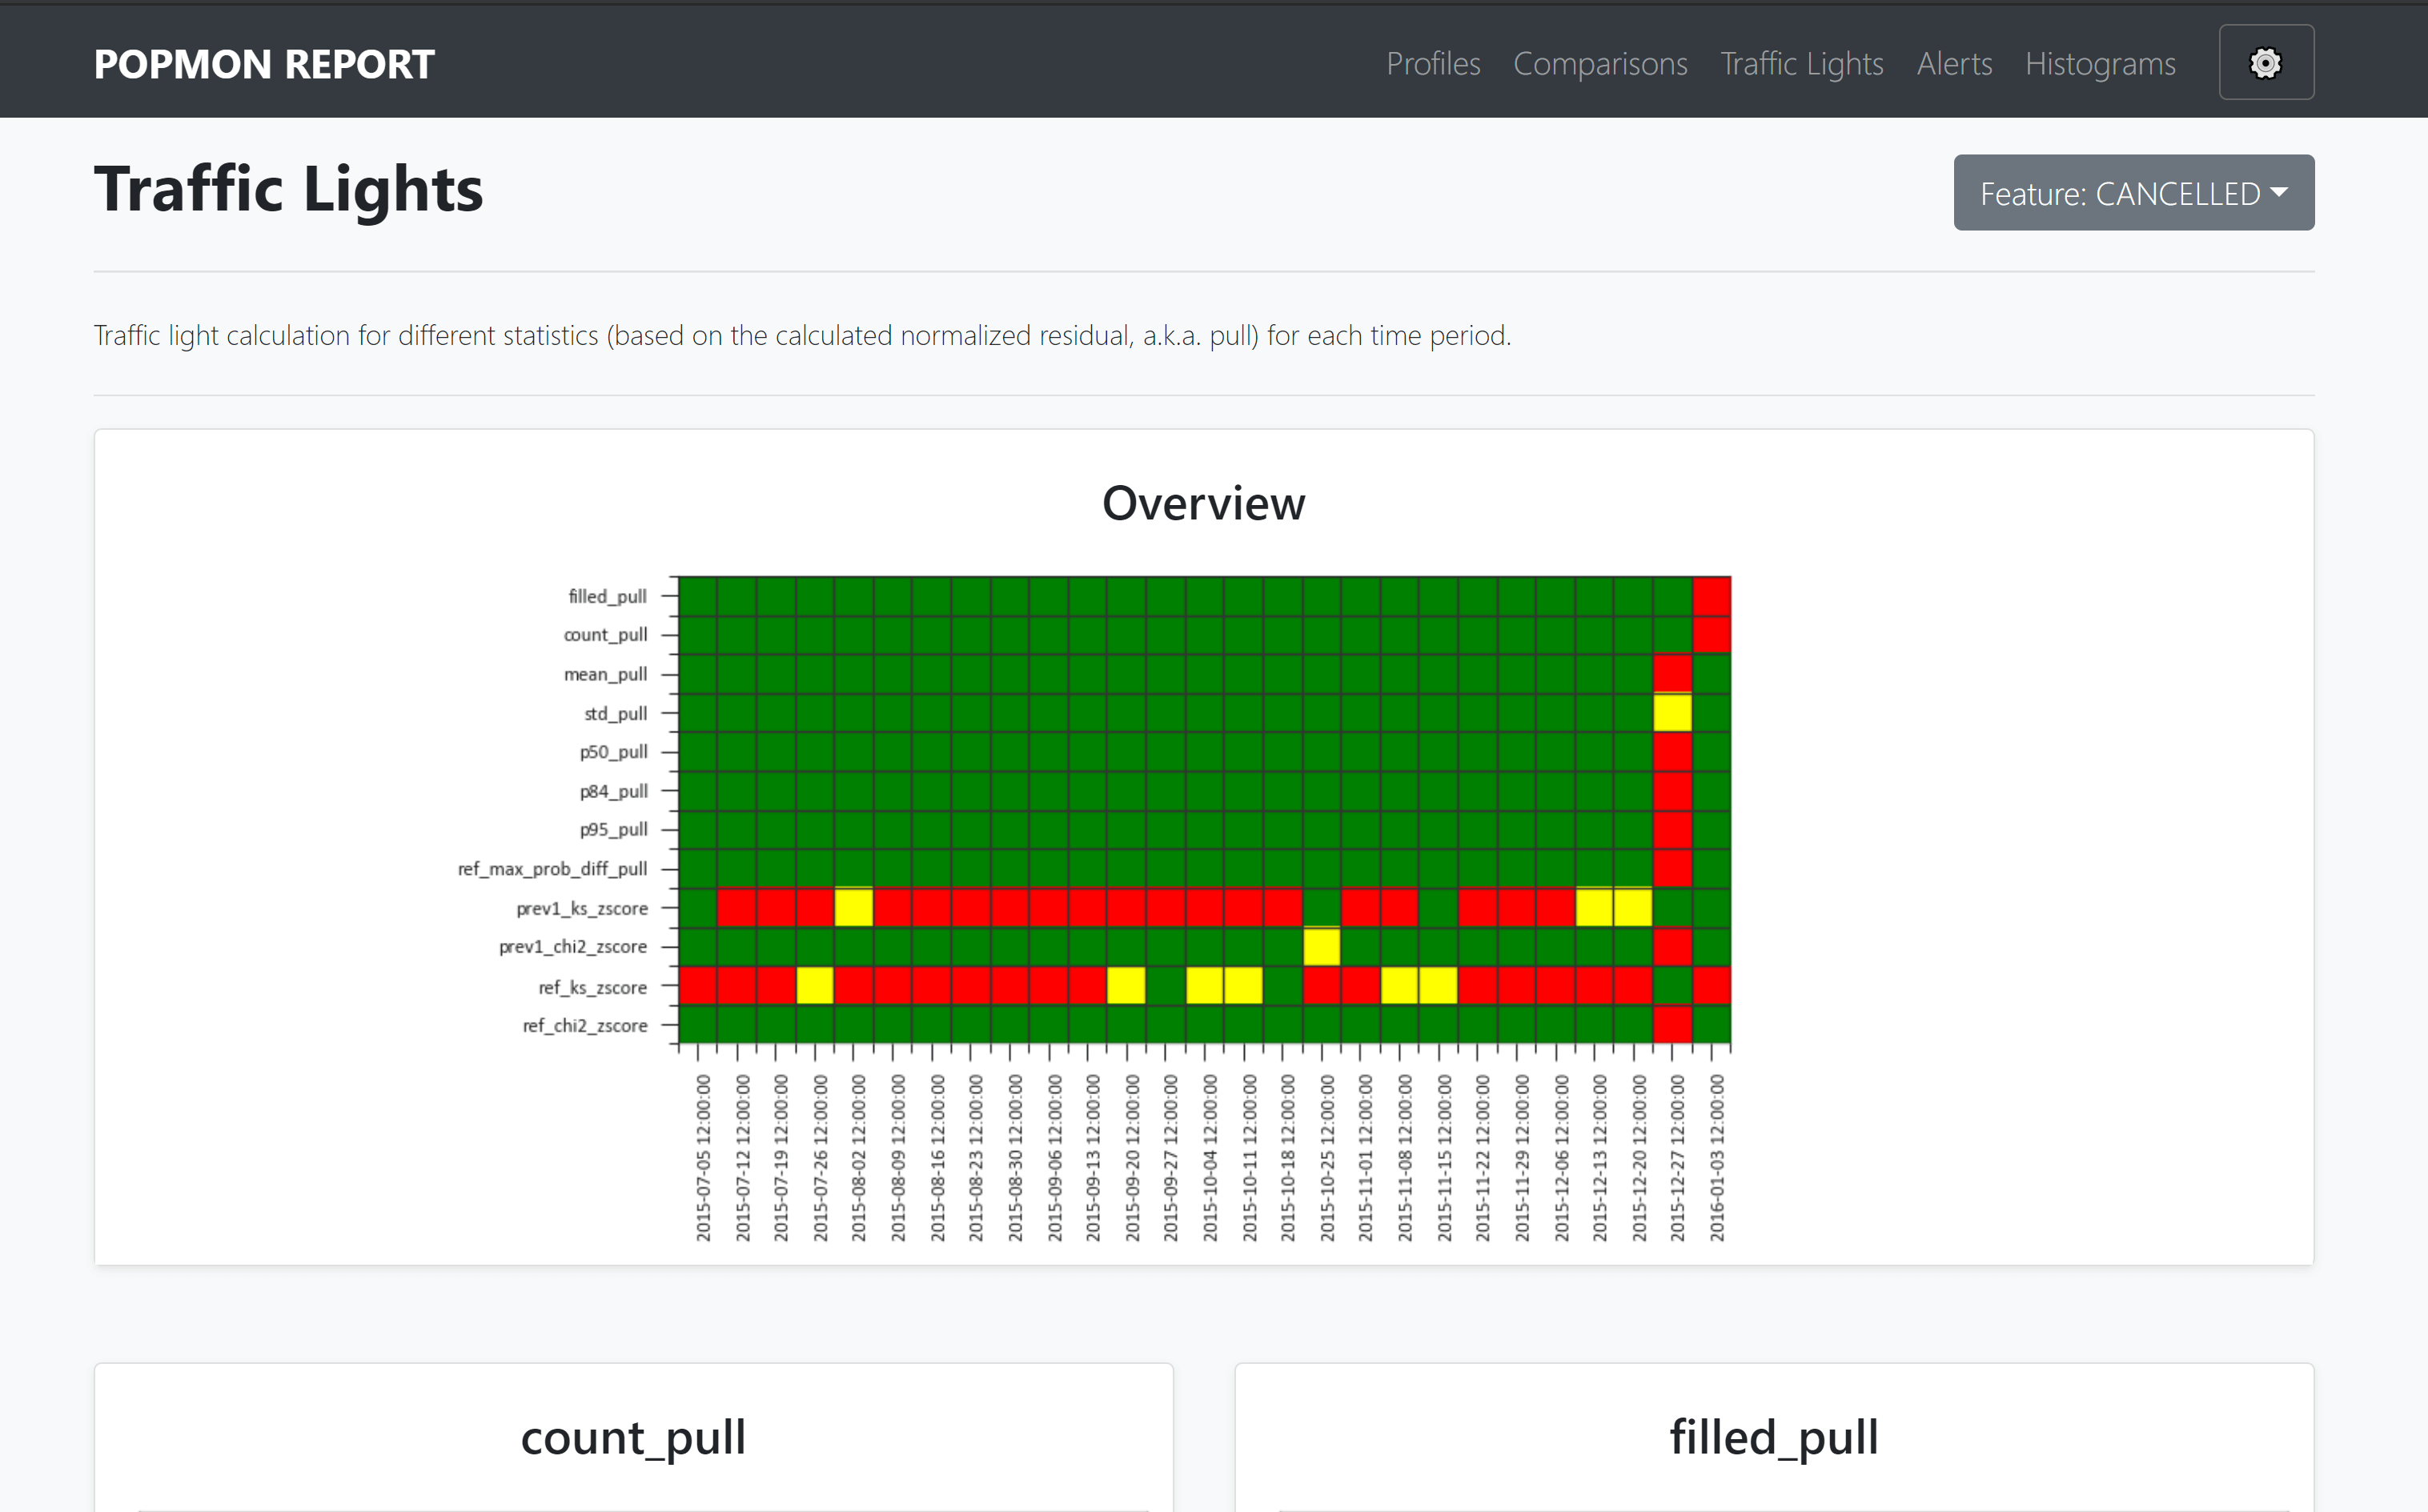 POPMON REPORT
Profiles Comparisons Traffic Lights Alerts Histograms
Traffic Lights
Feature: CANCELLED
Traffic light calculation for different statistics (based on the calculated normalized residual, a.k.a. pull) for each time period.
Overview
filled_pull
count_pull
mean_pull
std_pull
p50_pull
p84_pull
p95_pull
ref_max_prob_diff_pull
prev1_ks_zscore
prev1_chi2_zscore
ref_ks_zscore
ref_chi2_zscore
2015-07-05 12:00:00
2015-07-12 12:00:00
2015-07-19 12:00:00
2015-07-26 12:00:00
2015-08-02 12:00:00
2015-08-09 12:00:00
2015-08-16 12:00:00
2015-08-23 12:00:00
2015-08-30 12:00:00
2015-09-06 12:00:00
2015-09-13 12:00:00
2015-09-20 12:00:00
2015-09-27 12:00:00
2015-10-04 12:00:00
2015-10-11 12:00:00
2015-10-18 12:00:00
2015-10-25 12:00:00
2015-11-01 12:00:00
2015-11-08 12:00:00
2015-11-15 12:00:00
2015-11-22 12:00:00
2015-11-29 12:00:00
2015-12-06 12:00:00
2015-12-13 12:00:00
2015-12-20 12:00:00
2015-12-27 12:00:00
2016-01-03 12:00:00
count_pull
filled_pull